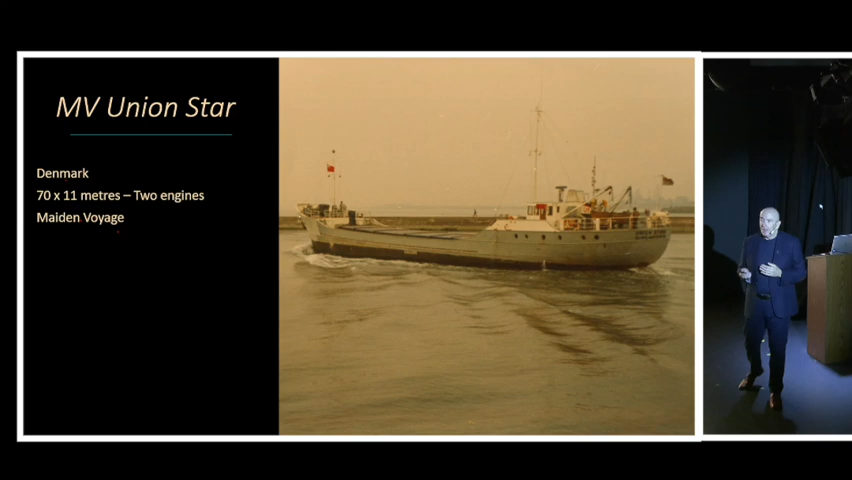 MV Union Star
Denmark
70 x 11 metres – Two engines
Maiden Voyage